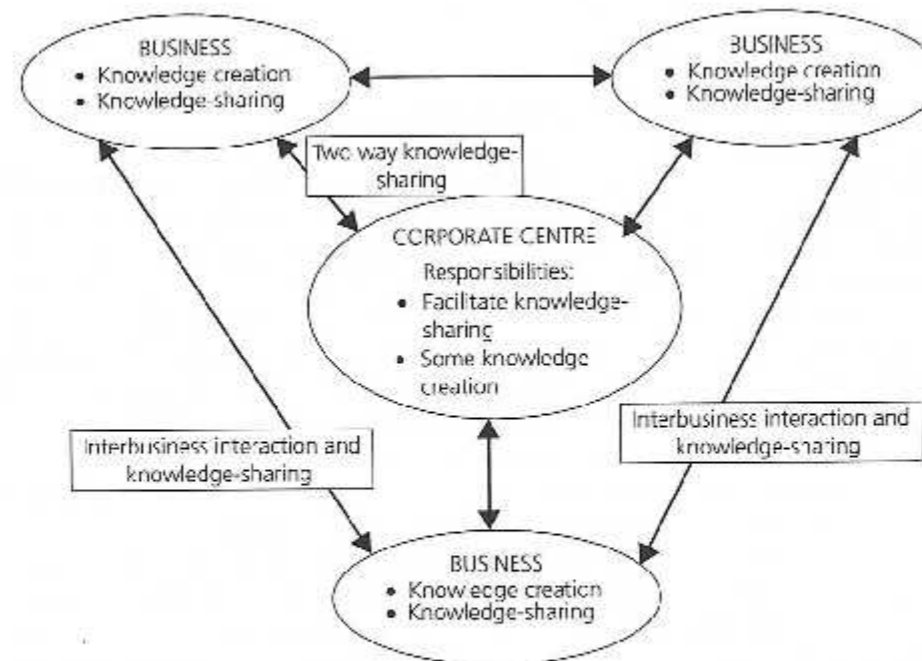 BUSINESS
• Knowledge creation
• Knowledge-sharing
BUSINESS
• Knowledge creation
• Knowledge-sharing
Two way knowledge-
sharing
CORPORATE CENTRE
Responsibilities:
• Facilitate knowledge-
sharing
• Some knowledge
creation
Interbusiness interaction and
knowledge-sharing
Interbusiness interaction and
knowledge-sharing
BUSINESS
• Knowledge creation
• Knowledge-sharing